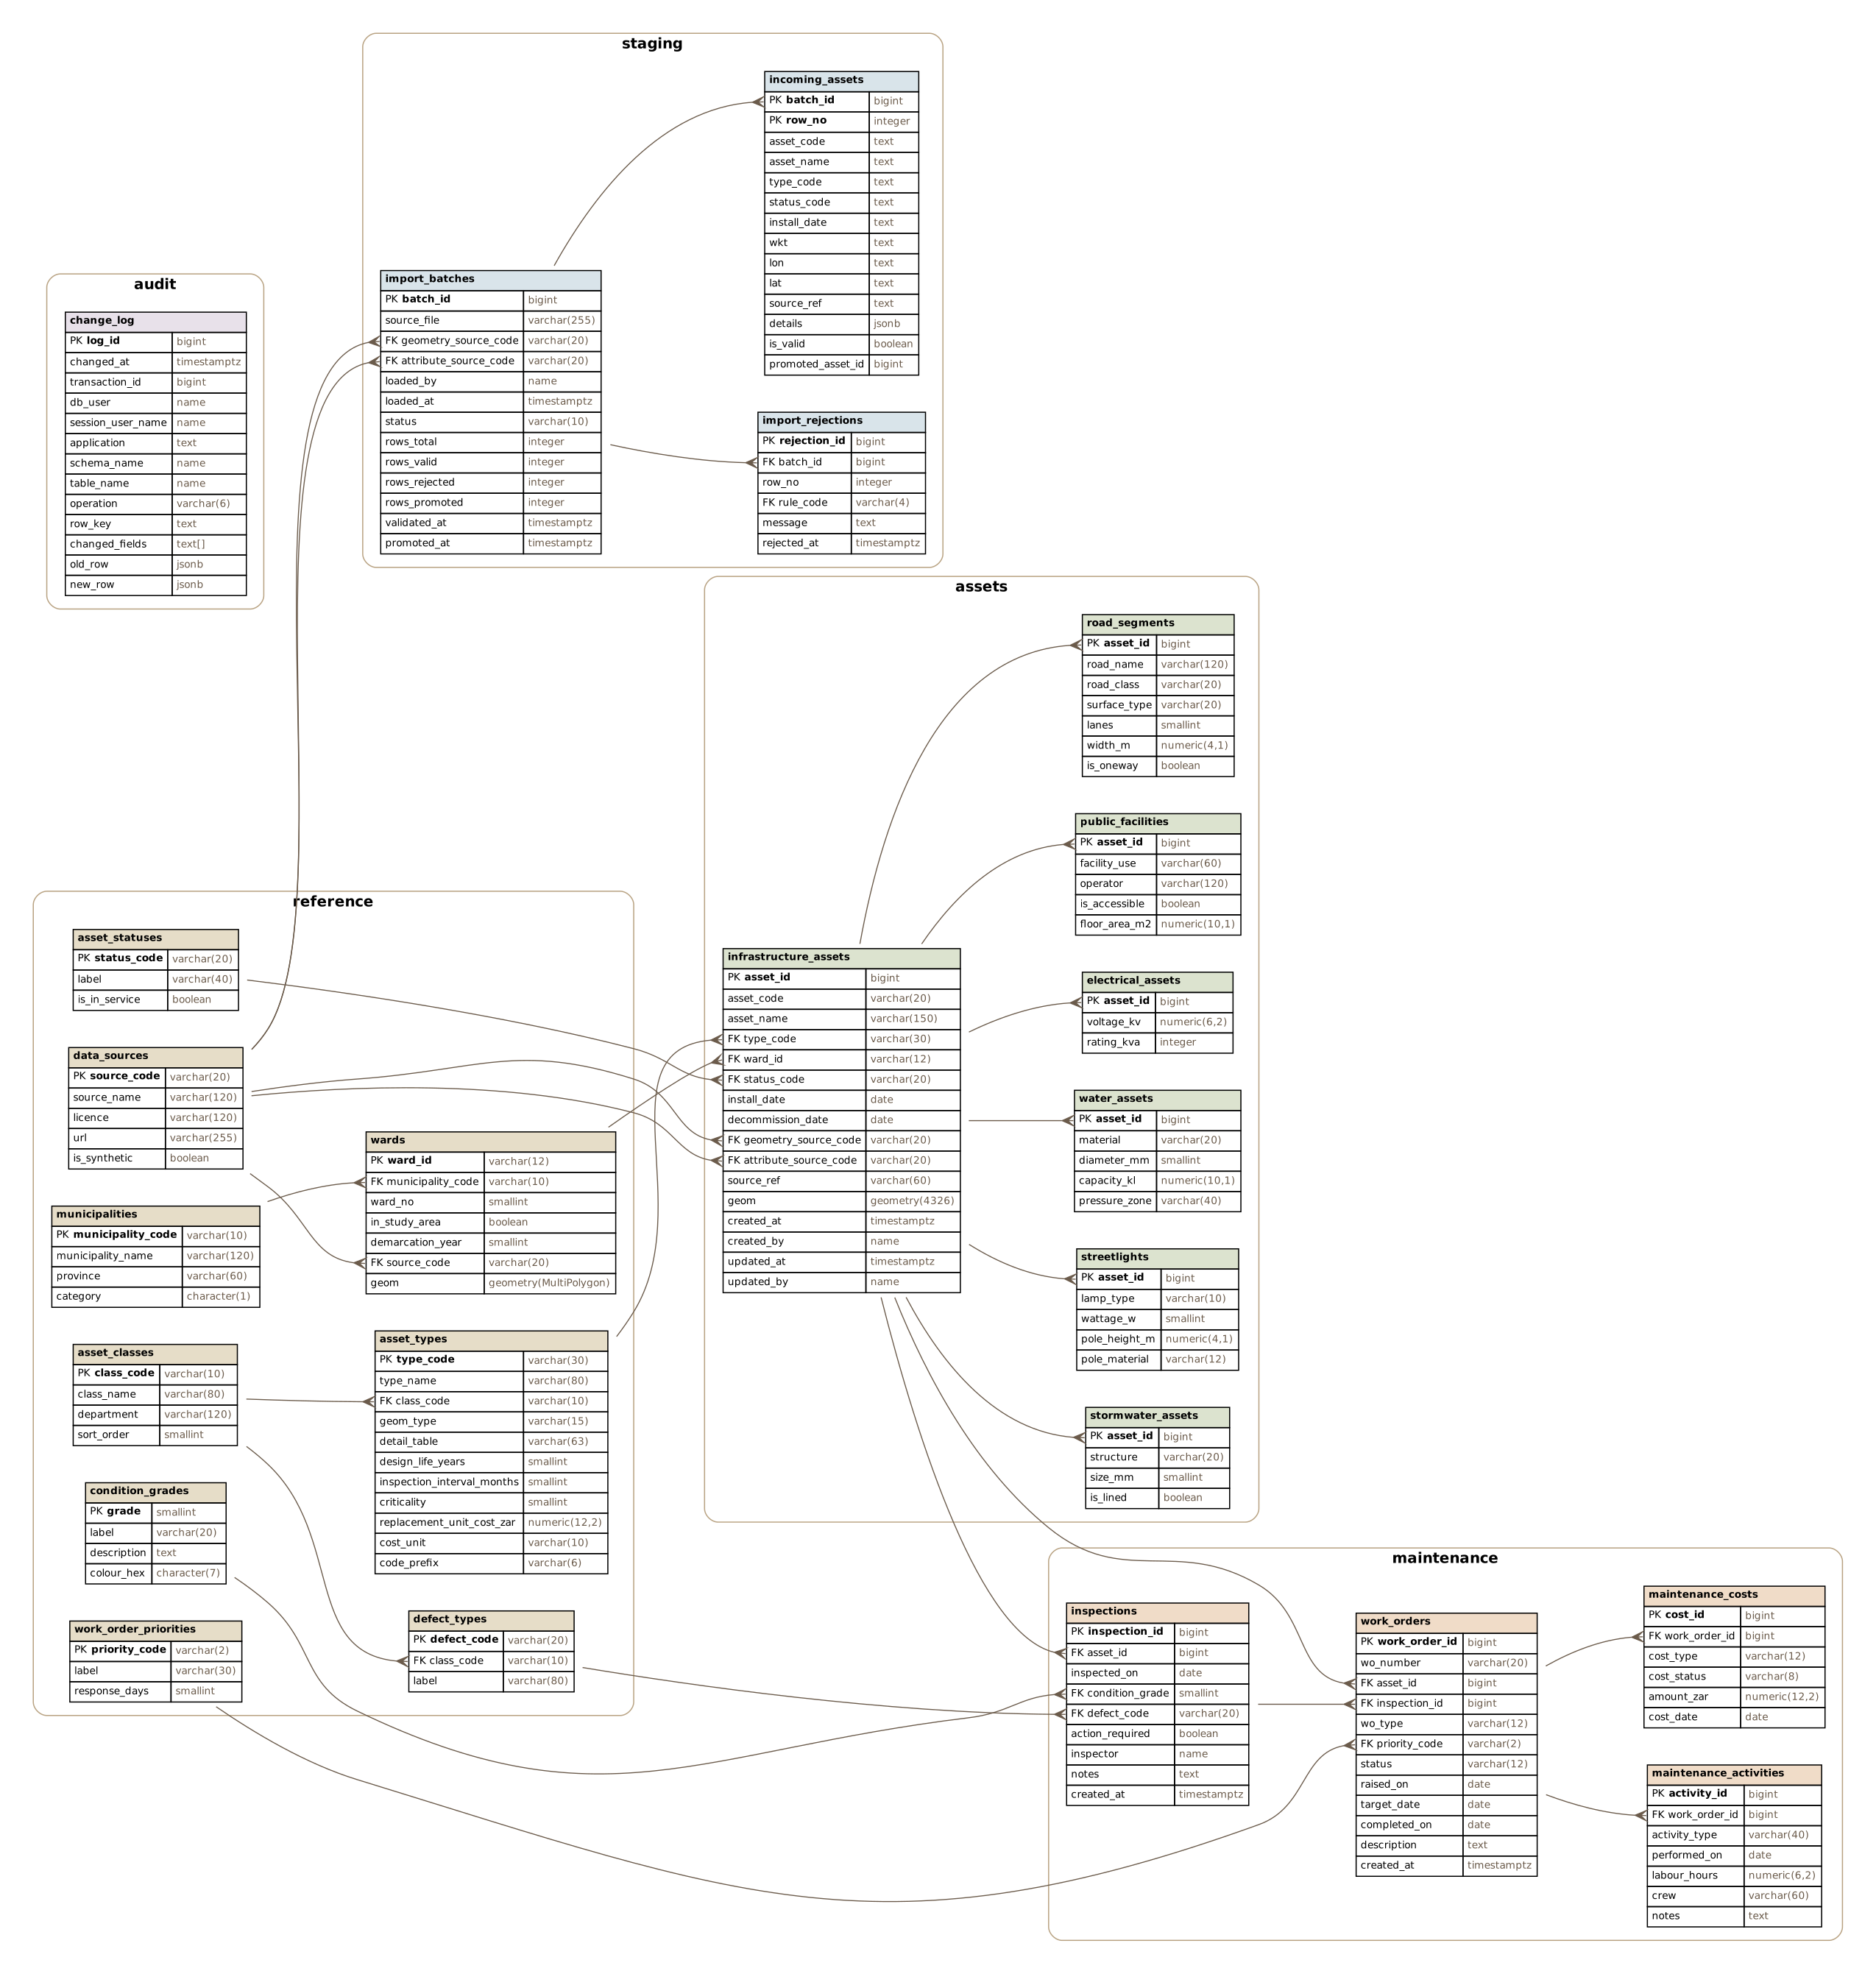 staging
incoming_assets
PK batch_id bigint
PK row_no integer
asset_code text
asset_name text
type_code text
status_code text
install_date text
wkt text
lon text
lat text
source_ref text
details jsonb
is_valid boolean
promoted_asset_id bigint
import_batches
PK batch_id bigint
source_file varchar(255)
FK geometry_source_code varchar(20)
FK attribute_source_code varchar(20)
loaded_by name
loaded_at timestamptz
status varchar(10)
rows_total integer
rows_valid integer
rows_rejected integer
rows_promoted integer
validated_at timestamptz
promoted_at timestamptz
import_rejections
PK rejection_id bigint
FK batch_id bigint
row_no integer
FK rule_code varchar(4)
message text
rejected_at timestamptz
audit
change_log
PK log_id bigint
changed_at timestamptz
transaction_id bigint
db_user name
session_user_name name
application text
schema_name name
table_name name
operation varchar(6)
row_key text
changed_fields text[]
old_row jsonb
new_row jsonb
assets
road_segments
PK asset_id bigint
road_name varchar(120)
road_class varchar(20)
surface_type varchar(20)
lanes smallint
width_m numeric(4,1)
is_oneway boolean
public_facilities
PK asset_id bigint
facility_use varchar(60)
operator varchar(120)
is_accessible boolean
floor_area_m2 numeric(10,1)
infrastructure_assets
PK asset_id bigint
asset_code varchar(20)
asset_name varchar(150)
FK type_code varchar(30)
FK ward_id varchar(12)
FK status_code varchar(20)
install_date date
decommission_date date
FK geometry_source_code varchar(20)
FK attribute_source_code varchar(20)
source_ref varchar(60)
geom geometry(4326)
created_at timestamptz
created_by name
updated_at timestamptz
updated_by name
electrical_assets
PK asset_id bigint
voltage_kv numeric(6,2)
rating_kva integer
water_assets
PK asset_id bigint
material varchar(20)
diameter_mm smallint
capacity_kl numeric(10,1)
pressure_zone varchar(40)
streetlights
PK asset_id bigint
lamp_type varchar(10)
wattage_w smallint
pole_height_m numeric(4,1)
pole_material varchar(12)
stormwater_assets
PK asset_id bigint
structure varchar(20)
size_mm smallint
is_lined boolean
reference
asset_statuses
PK status_code varchar(20)
label varchar(40)
is_in_service boolean
data_sources
PK source_code varchar(20)
source_name varchar(120)
licence varchar(120)
url varchar(255)
is_synthetic boolean
wards
PK ward_id varchar(12)
FK municipality_code varchar(10)
ward_no smallint
in_study_area boolean
demarcation_year smallint
FK source_code varchar(20)
geom geometry(MultiPolygon)
municipalities
PK municipality_code varchar(10)
municipality_name varchar(120)
province varchar(60)
category character(1)
asset_classes
PK class_code varchar(10)
class_name varchar(80)
department varchar(120)
sort_order smallint
asset_types
PK type_code varchar(30)
type_name varchar(80)
FK class_code varchar(10)
geom_type varchar(15)
detail_table varchar(63)
design_life_years smallint
inspection_interval_months smallint
criticality smallint
replacement_unit_cost_zar numeric(12,2)
cost_unit varchar(10)
code_prefix varchar(6)
condition_grades
PK grade smallint
label varchar(20)
description text
colour_hex character(7)
work_order_priorities
PK priority_code varchar(2)
label varchar(30)
response_days smallint
defect_types
PK defect_code varchar(20)
FK class_code varchar(10)
label varchar(80)
maintenance
inspections
PK inspection_id bigint
FK asset_id bigint
inspected_on date
FK condition_grade smallint
FK defect_code varchar(20)
action_required boolean
inspector name
notes text
created_at timestamptz
work_orders
PK work_order_id bigint
wo_number varchar(20)
FK asset_id bigint
FK inspection_id bigint
wo_type varchar(12)
FK priority_code varchar(2)
status varchar(12)
raised_on date
target_date date
completed_on date
description text
created_at timestamptz
maintenance_costs
PK cost_id bigint
FK work_order_id bigint
cost_type varchar(12)
cost_status varchar(8)
amount_zar numeric(12,2)
cost_date date
maintenance_activities
PK activity_id bigint
FK work_order_id bigint
activity_type varchar(40)
performed_on date
labour_hours numeric(6,2)
crew varchar(60)
notes text